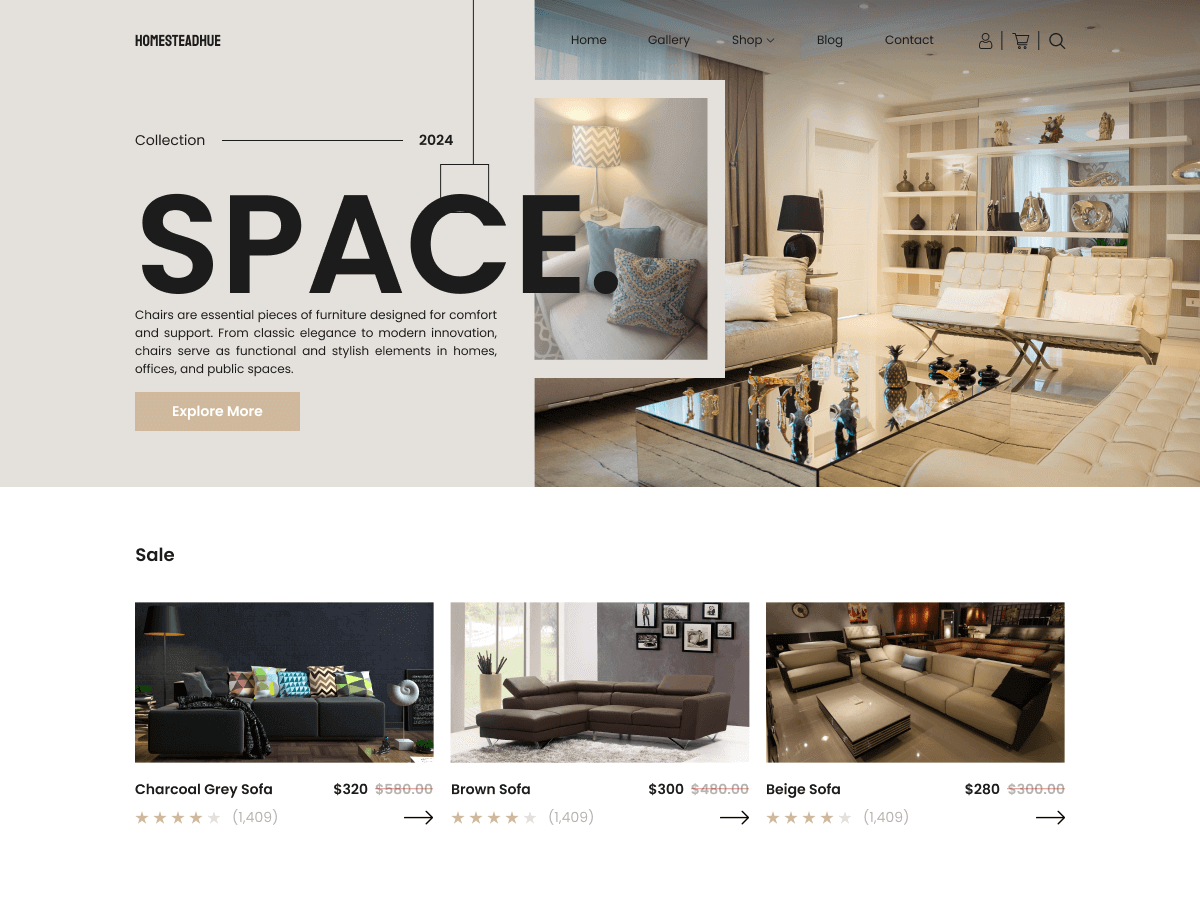 HOMESTEADHUE
Home Gallery Shop Blog Contact
Collection 2024
SPACE.
Chairs are essential pieces of furniture designed for comfort
and support. From classic elegance to modern innovation,
chairs serve as functional and stylish elements in homes,
offices, and public spaces.
Explore More
Sale
Charcoal Grey Sofa $320 $580.00
(1,409)
Brown Sofa $300 $480.00
(1,409)
Beige Sofa $280 $300.00
(1,409)